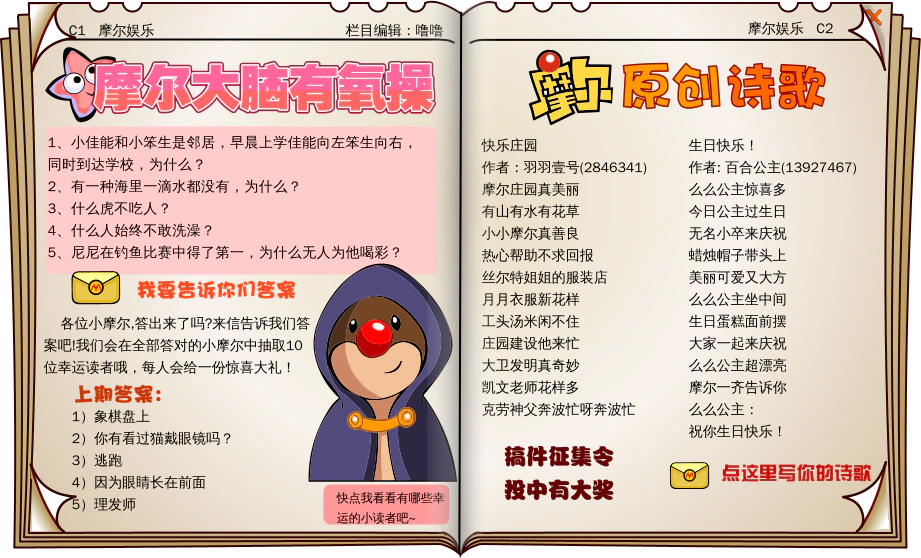 C1 摩尔娱乐
栏目编辑：噜噜
摩尔大脑有氧操
1、小佳能和小笨生是邻居，早晨上学佳能向左笨生向右，
同时到达学校，为什么？
2、有一种海里一滴水都没有，为什么？
3、什么虎不吃人？
4、什么人始终不敢洗澡？
5、尼尼在钓鱼比赛中得了第一，为什么无人为他喝彩？
我要告诉你们答案
各位小摩尔,答出来了吗?来信告诉我们答
案吧!我们会在全部答对的小摩尔中抽取10
位幸运读者哦，每人会给一份惊喜大礼！
上期答案:
1）象棋盘上
2）你有看过猫戴眼镜吗？
3）逃跑
4）因为眼睛长在前面
5）理发师
快点我看看有哪些幸
运的小读者吧~
摩尔娱乐 C2
摩尔原创诗歌
快乐庄园
作者：羽羽壹号(2846341)
摩尔庄园真美丽
有山有水有花草
小小摩尔真善良
热心帮助不求回报
丝尔特姐姐的服装店
月月衣服新花样
工头汤米闲不住
庄园建设他来忙
大卫发明真奇妙
凯文老师花样多
克劳神父奔波忙呀奔波忙
生日快乐！
作者: 百合公主(13927467)
么么公主惊喜多
今日公主过生日
无名小卒来庆祝
蜡烛帽子带头上
美丽可爱又大方
么么公主坐中间
生日蛋糕面前摆
大家一起来庆祝
么么公主超漂亮
摩尔一齐告诉你
么么公主：
祝你生日快乐！
稿件征集令
投中有大奖
点这里写你的诗歌